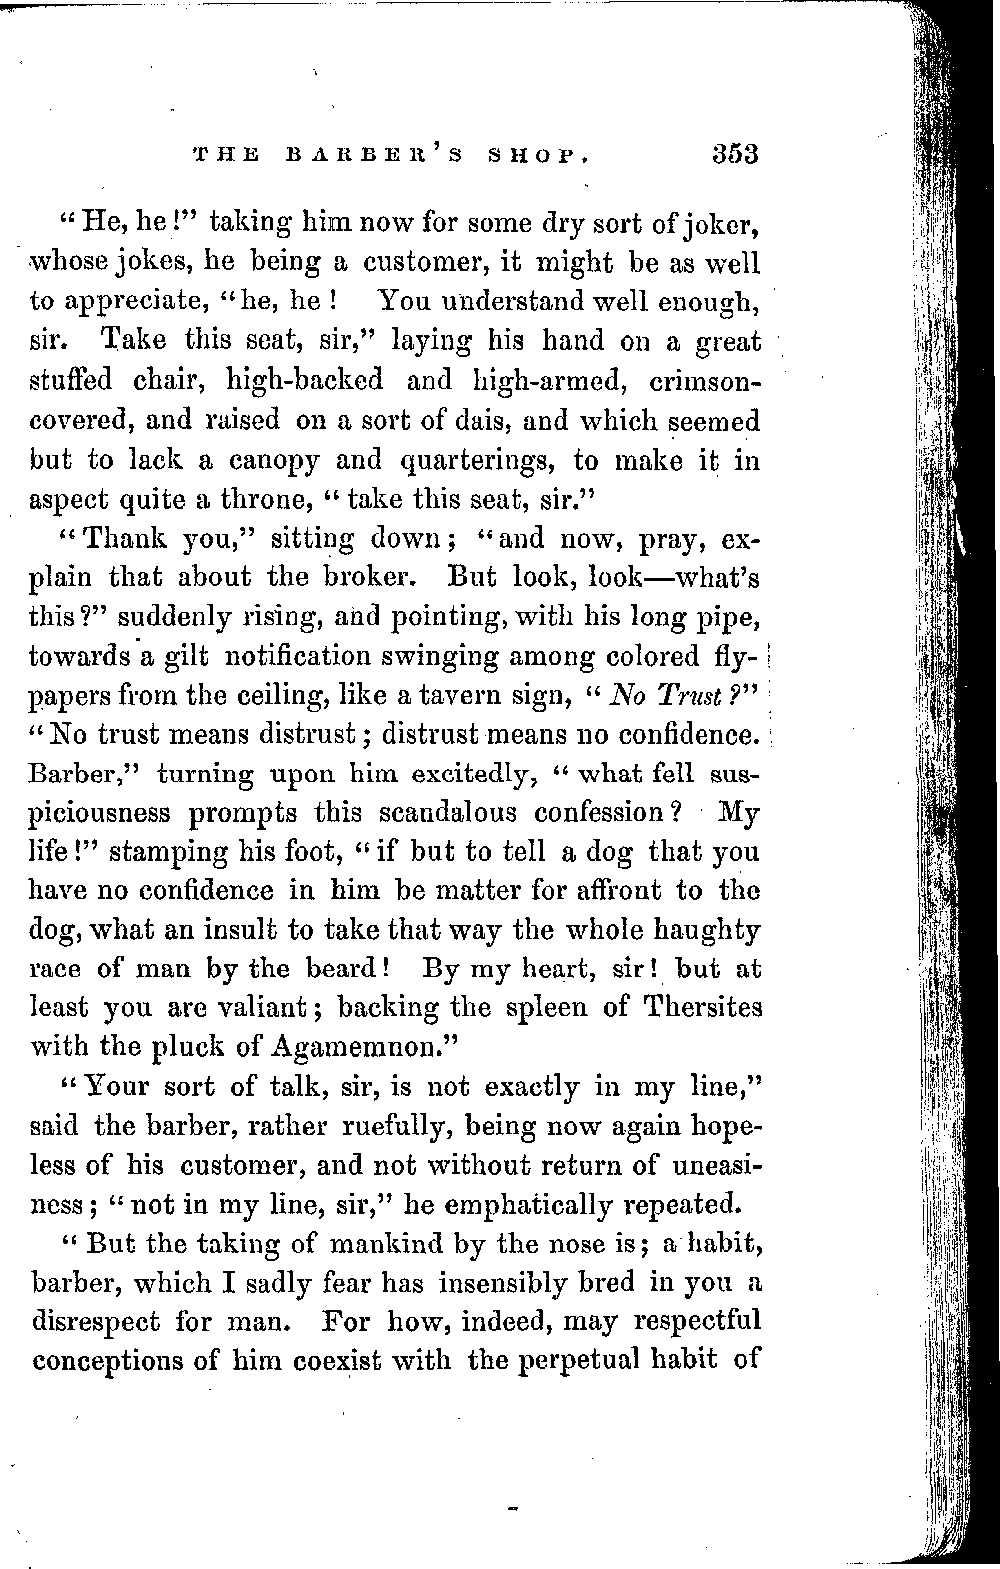 THE BARBER'S SHOP. 353
"He, he!" taking him now for some dry sort of joker,
whose jokes, he being a customer, it might be as well
to appreciate, "he, he! You understand well enough,
sir. Take this seat, sir," laying his hand on a great
stuffed chair, high-backed and high-armed, crimson-
covered, and raised on a sort of dais, and which seemed
but to lack a canopy and quarterings, to make it in
aspect quite a throne, "take this seat, sir."
"Thank you," sitting down; "and now, pray, ex-
plain that about the broker. But look, look—what's
this?" suddenly rising, and pointing, with his long pipe,
towards a gilt notification swinging among colored fly-
papers from the ceiling, like a tavern sign, "No Trust?"
"No trust means distrust; distrust means no confidence.
Barber," turning upon him excitedly, "what fell sus-
piciousness prompts this scandalous confession? My
life!" stamping his foot, "if but to tell a dog that you
have no confidence in him be matter for affront to the
dog, what an insult to take that way the whole haughty
race of man by the beard! By my heart, sir! but at
least you are valiant; backing the spleen of Thersites
with the pluck of Agamemnon."
"Your sort of talk, sir, is not exactly in my line,"
said the barber, rather ruefully, being now again hope-
less of his customer, and not without return of uneasi-
ness; "not in my line, sir," he emphatically repeated.
"But the taking of mankind by the nose is; a habit,
barber, which I sadly fear has insensibly bred in you a
disrespect for man. For how, indeed, may respectful
conceptions of him coexist with the perpetual habit of